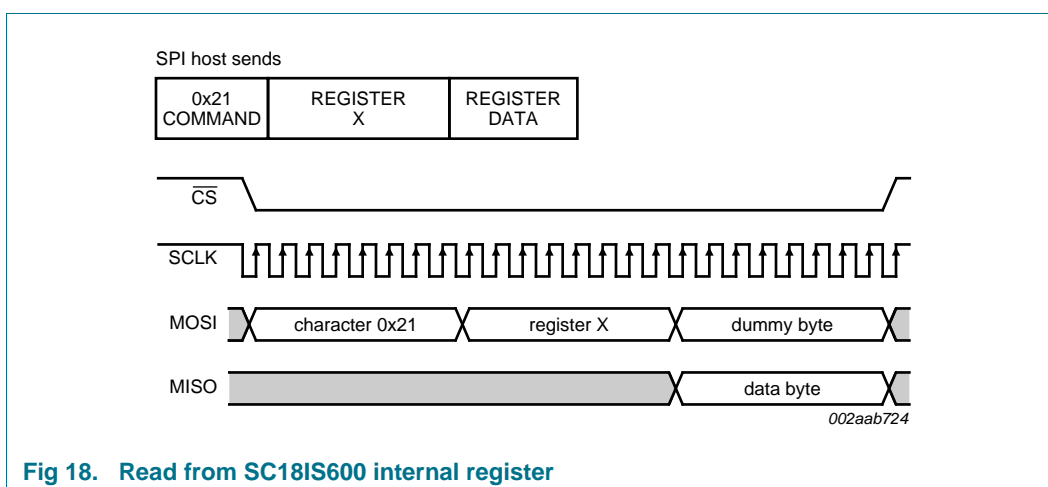 SPI host sends
0x21 REGISTER REGISTER
COMMAND X DATA
CS
SCLK
MOSI character 0x21 register X dummy byte
MISO data byte
002aab724
Fig 18. Read from SC18IS600 internal register